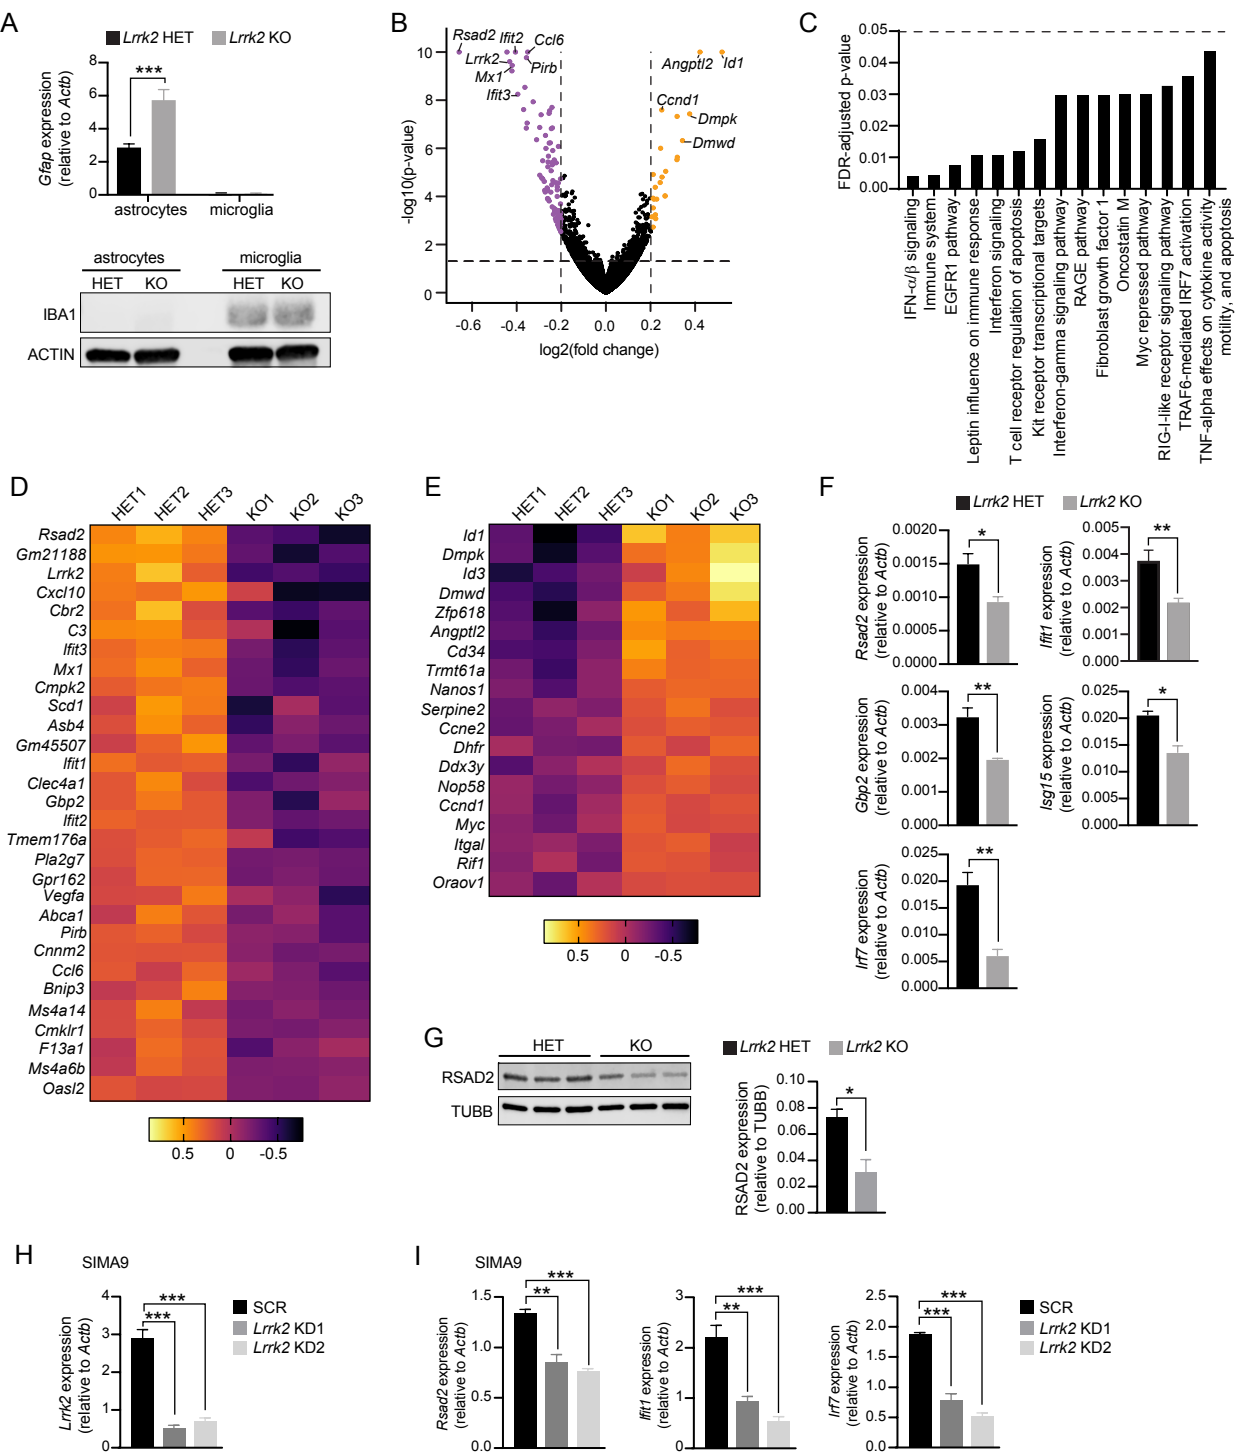 A
Lrrk2 HET
Lrrk2 KO
Gfap expression
(relative to Actb)
8
6
4
2
0
***
astrocytes
microglia
astrocytes
microglia
HET
KO
HET
KO
IBA1
ACTIN
B
-log10(p-value)
10
8
6
4
2
0
Rsad2
Ifit2
Ccl6
Lrrk2
Mx1
Pirb
Ifit3
Angptl2
Id1
Ccnd1
Dmpk
Dmwd
-0.6
-0.4
-0.2
0.0
0.2
0.4
log2(fold change)
C
FDR-adjusted p-value
0.05
0.04
0.03
0.02
0.01
0.00
IFN-α/β signaling
Immune system
EGFR1 pathway
Leptin influence on immune response
Interferon signaling
T cell receptor regulation of apoptosis
Kit receptor transcriptional targets
Interferon-gamma signaling pathway
RAGE pathway
Fibroblast growth factor 1
Oncostatin M
Myc repressed pathway
RIG-I-like receptor signaling pathway
TRAF6-mediated IRF7 activation
TNF-alpha effects on cytokine activity
motility, and apoptosis
D
HET1
HET2
HET3
KO1
KO2
KO3
Rsad2
Gm21188
Lrrk2
Cxcl10
Cbr2
C3
Ifit3
Mx1
Cmpk2
Scd1
Asb4
Gm45507
Ifit1
Clec4a1
Gbp2
Ifit2
Tmem176a
Pla2g7
Gpr162
Vegfa
Abca1
Pirb
Cnnm2
Ccl6
Bnip3
Ms4a14
Cmklr1
F13a1
Ms4a6b
Oasl2
0.5
0
-0.5
E
HET1
HET2
HET3
KO1
KO2
KO3
Id1
Dmpk
Id3
Dmwd
Zfp618
Angptl2
Cd34
Trmt61a
Nanos1
Serpine2
Ccne2
Dhfr
Ddx3y
Nop58
Ccnd1
Myc
Itgal
Rif1
Oraov1
0.5
0
-0.5
F
Lrrk2 HET
Lrrk2 KO
Rsad2 expression
(relative to Actb)
0.0020
0.0015
0.0010
0.0005
0.0000
*
Ifit1 expression
(relative to Actb)
0.005
0.004
0.003
0.002
0.001
0.000
**
Gbp2 expression
(relative to Actb)
0.004
0.003
0.002
0.001
0.000
**
Isg15 expression
(relative to Actb)
0.025
0.020
0.015
0.010
0.005
0.000
*
Irf7 expression
(relative to Actb)
0.025
0.020
0.015
0.010
0.005
0.000
**
G
HET
KO
RSAD2
TUBB
Lrrk2 HET
Lrrk2 KO
RSAD2 expression
(relative to TUBB)
0.10
0.08
0.06
0.04
0.02
0.00
*
H
SIMA9
Lrrk2 expression
(relative to Actb)
4
3
2
1
0
***
***
SCR
Lrrk2 KD1
Lrrk2 KD2
I
SIMA9
Rsad2 expression
(relative to Actb)
1.5
1.0
0.5
0.0
***
**
Ifit1 expression
(relative to Actb)
3
2
1
0
***
**
Irf7 expression
(relative to Actb)
2.5
2.0
1.5
1.0
0.5
0.0
***
***
SCR
Lrrk2 KD1
Lrrk2 KD2